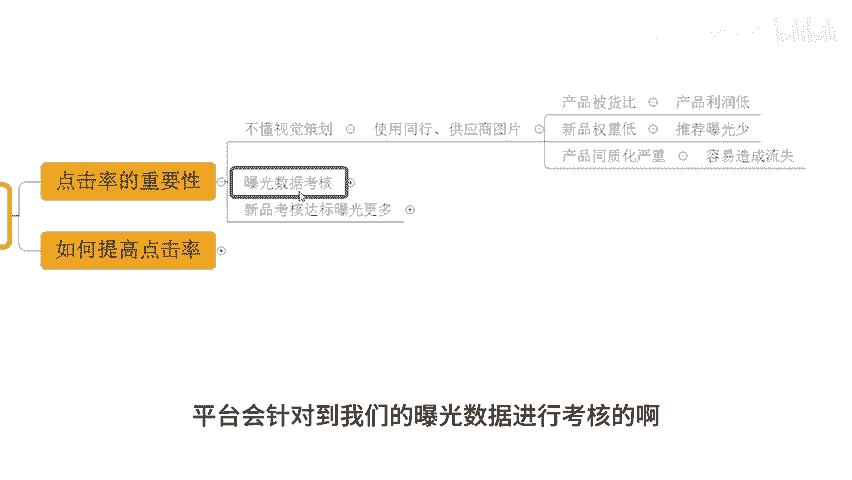 产品被货比 产品利润低
不懂视觉策划 使用同行、供应商图片 新品权重低 推荐曝光少
产品同质化严重 容易造成流失
点击率的重要性 曝光数据考核
新品考核达标曝光更多
如何提高点击率
平台会针对到我们的曝光数据进行考核的啊